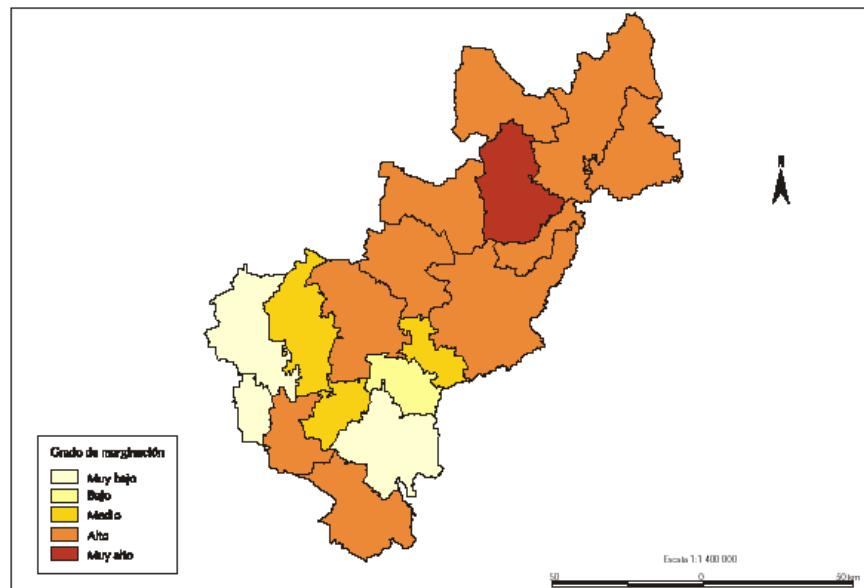 N
Grado de marginación
Muy bajo
Bajo
Medio
Alto
Muy alto
Escala 1:1 400 000
50 0 50 km